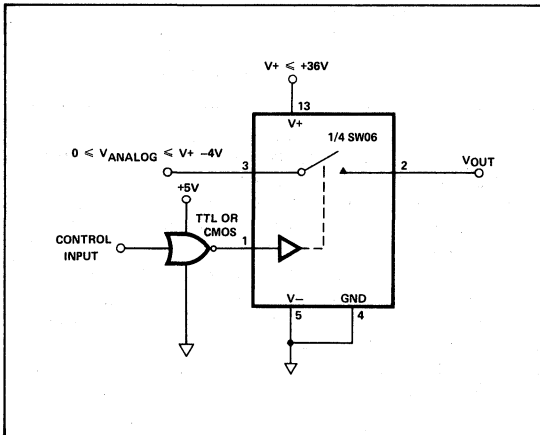 V+ ⩽ +36V
13
V+
1/4 SW06
0 ⩽ VANALOG ⩽ V+ −4V
3
2
VOUT
+5V
TTL OR
CMOS
CONTROL
INPUT
1
V−
GND
5
4